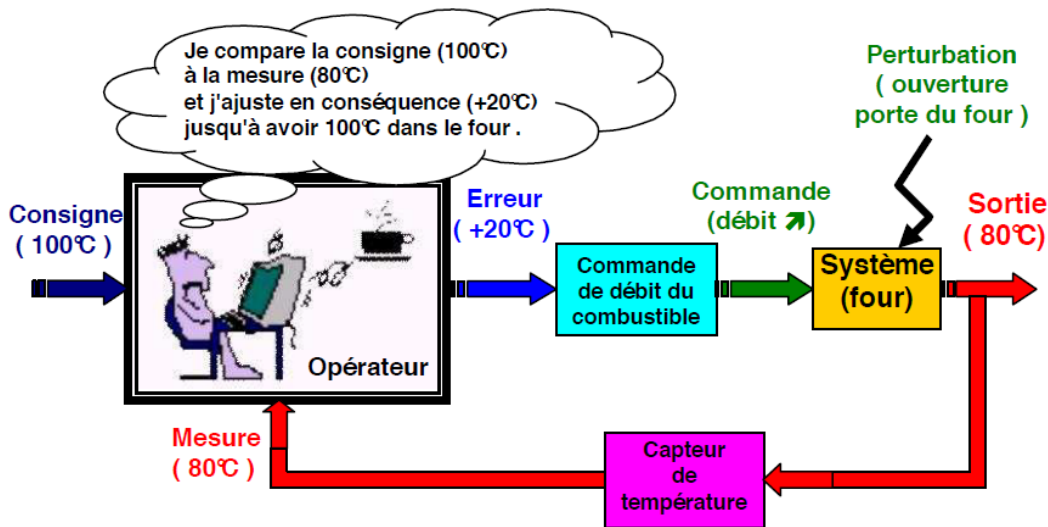 Je compare la consigne (100°C)
à la mesure (80°C)
et j'ajuste en conséquence (+20°C)
jusqu'à avoir 100°C dans le four .
Perturbation
( ouverture
porte du four )
Consigne
( 100°C )
Opérateur
Erreur
( +20°C )
Commande
de débit du
combustible
Commande
(débit ↗)
Système
(four)
Sortie
( 80°C)
Mesure
( 80°C )
Capteur
de
température